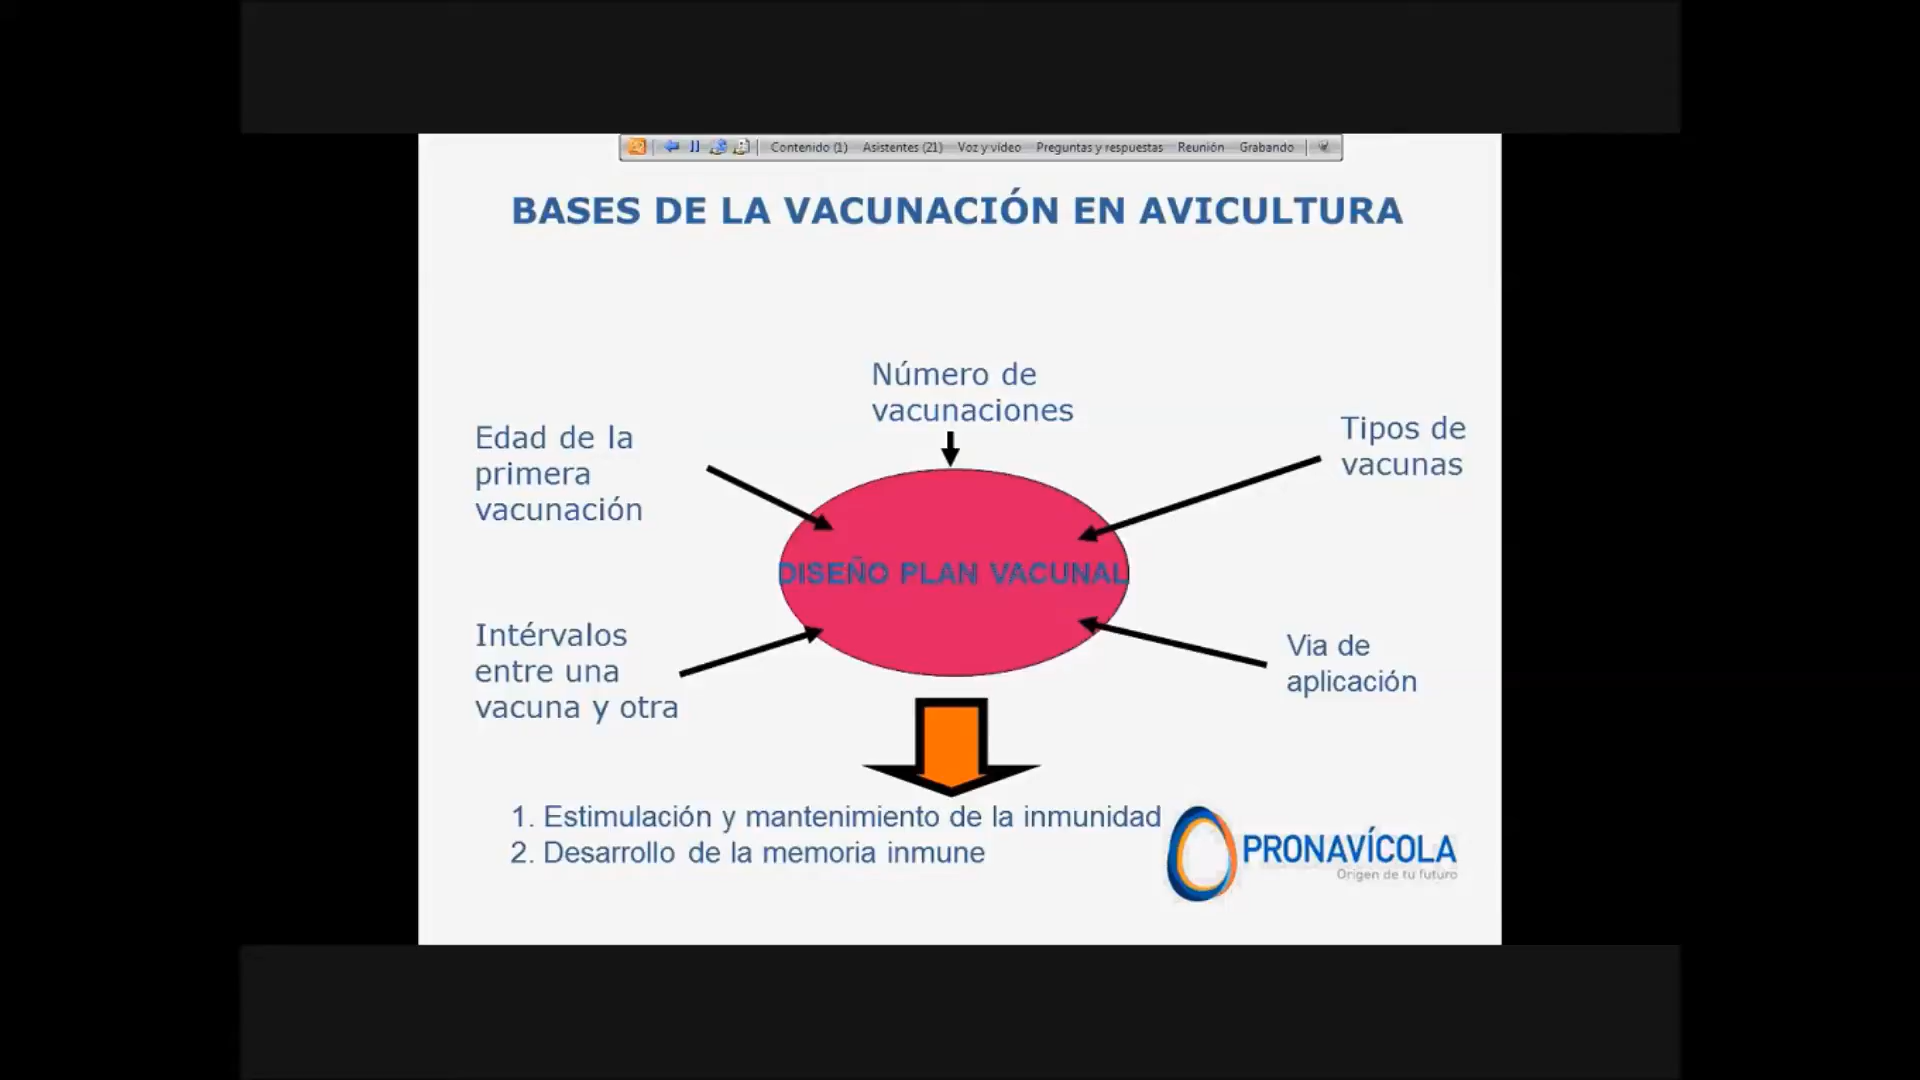 Contenido (1) Asistentes (21) Voz y vídeo Preguntas y respuestas Reunión Grabando
BASES DE LA VACUNACIÓN EN AVICULTURA
Número de
vacunaciones
Edad de la
primera
vacunación
Tipos de
vacunas
DISEÑO PLAN VACUNAL
Intérvalos
entre una
vacuna y otra
Via de
aplicación
1. Estimulación y mantenimiento de la inmunidad
2. Desarrollo de la memoria inmune
PRONAVÍCOLA
Origen de tu futuro